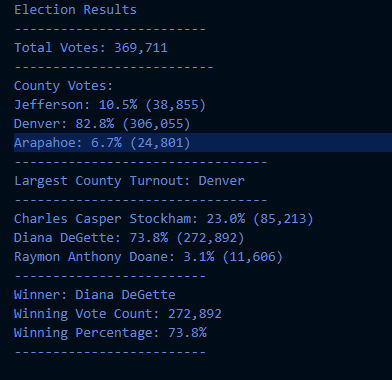 Election Results
-------------------------
Total Votes: 369,711
--------------------------
County Votes:
Jefferson: 10.5% (38,855)
Denver: 82.8% (306,055)
Arapahoe: 6.7% (24,801)
---------------------------------
Largest County Turnout: Denver
---------------------------------
Charles Casper Stockham: 23.0% (85,213)
Diana DeGette: 73.8% (272,892)
Raymon Anthony Doane: 3.1% (11,606)
-------------------------
Winner: Diana DeGette
Winning Vote Count: 272,892
Winning Percentage: 73.8%
-------------------------